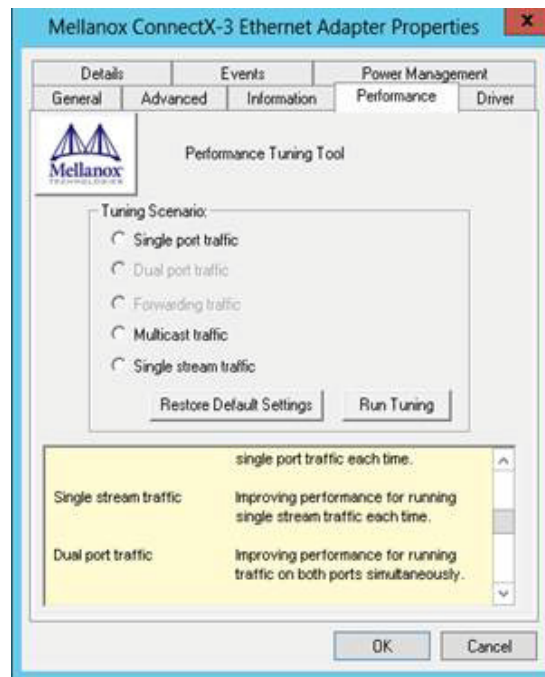 Mellanox ConnectX-3 Ethernet Adapter Properties
x
Details Events Power Management
General Advanced Information Performance Driver
Mellanox
TECHNOLOGIES
Performance Tuning Tool
Tuning Scenario:
Single port traffic
Dual port traffic
Forwarding traffic
Multicast traffic
Single stream traffic
Restore Default Settings Run Tuning
single port traffic each time.
Single stream traffic Improving performance for running
single stream traffic each time.
Dual port traffic Improving performance for running
traffic on both ports simultaneously.
OK Cancel